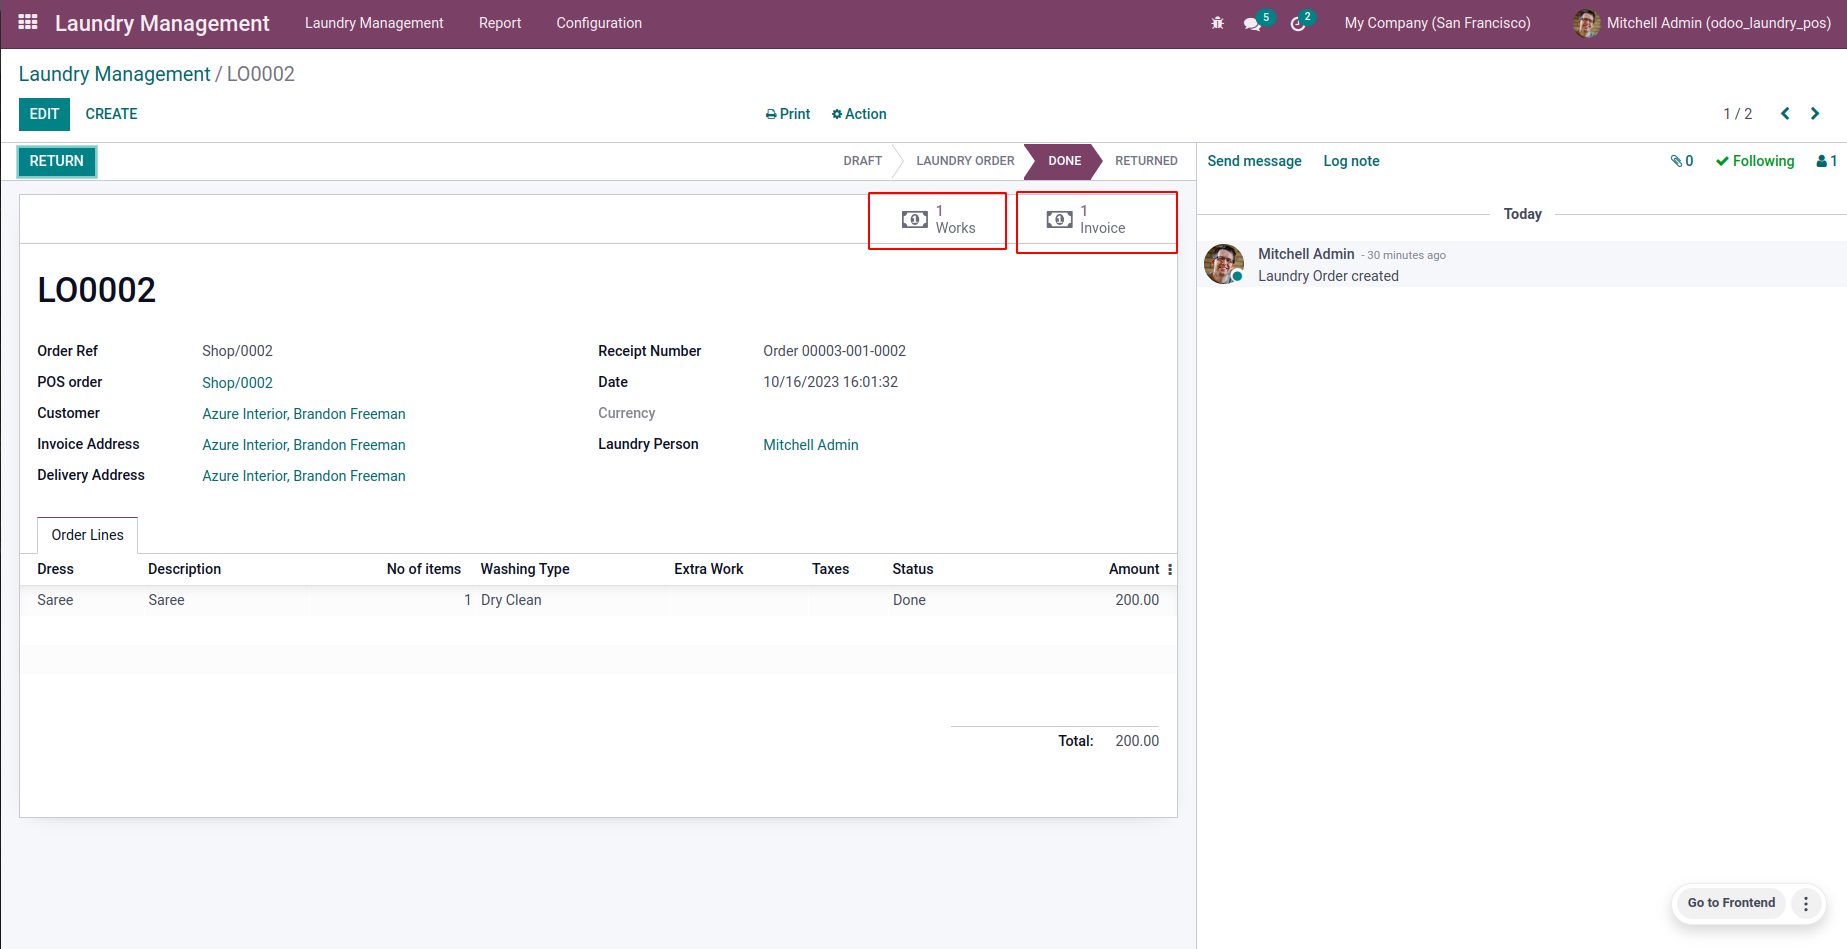 Laundry Management Laundry Management Report Configuration 5 2 My Company (San Francisco) Mitchell Admin (odoo_laundry_pos)
Laundry Management / LO0002
EDIT CREATE Print Action 1 / 2
RETURN DRAFT LAUNDRY ORDER DONE RETURNED Send message Log note 0 Following 1
1 Works
1 Invoice
Today
Mitchell Admin - 30 minutes ago
Laundry Order created
LO0002
Order Ref Shop/0002 Receipt Number Order 00003-001-0002
POS order Shop/0002 Date 10/16/2023 16:01:32
Customer Azure Interior, Brandon Freeman Currency
Invoice Address Azure Interior, Brandon Freeman Laundry Person Mitchell Admin
Delivery Address Azure Interior, Brandon Freeman
Order Lines
Dress Description No of items Washing Type Extra Work Taxes Status Amount
Saree Saree 1 Dry Clean Done 200.00
Total: 200.00
Go to Frontend